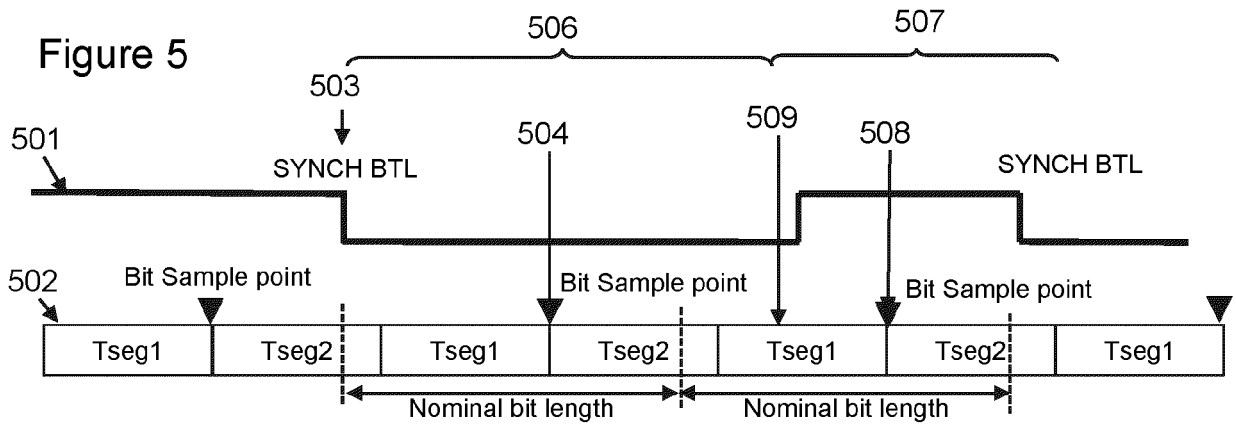 Figure 5
506
507
503
509
508
504
501
SYNCH BTL
SYNCH BTL
502
Bit Sample point
Bit Sample point
Bit Sample point
Tseg1
Tseg2
Tseg1
Tseg2
Tseg1
Tseg2
Tseg1
Nominal bit length
Nominal bit length